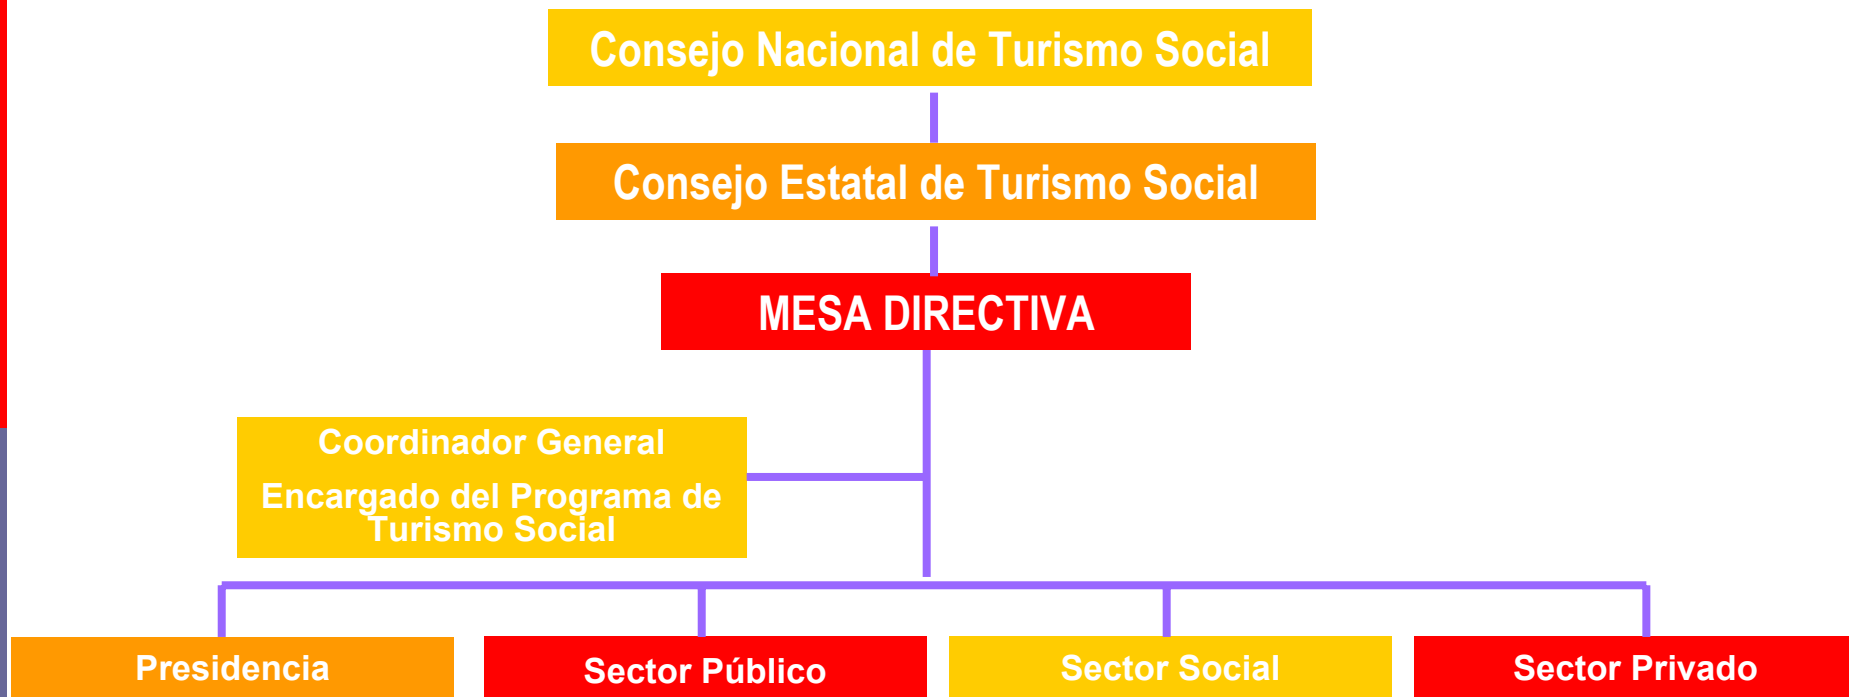 Consejo Nacional de Turismo Social
Consejo Estatal de Turismo Social
MESA DIRECTIVA
Coordinador General
Encargado del Programa de
Turismo Social
Presidencia
Sector Público
Sector Social
Sector Privado